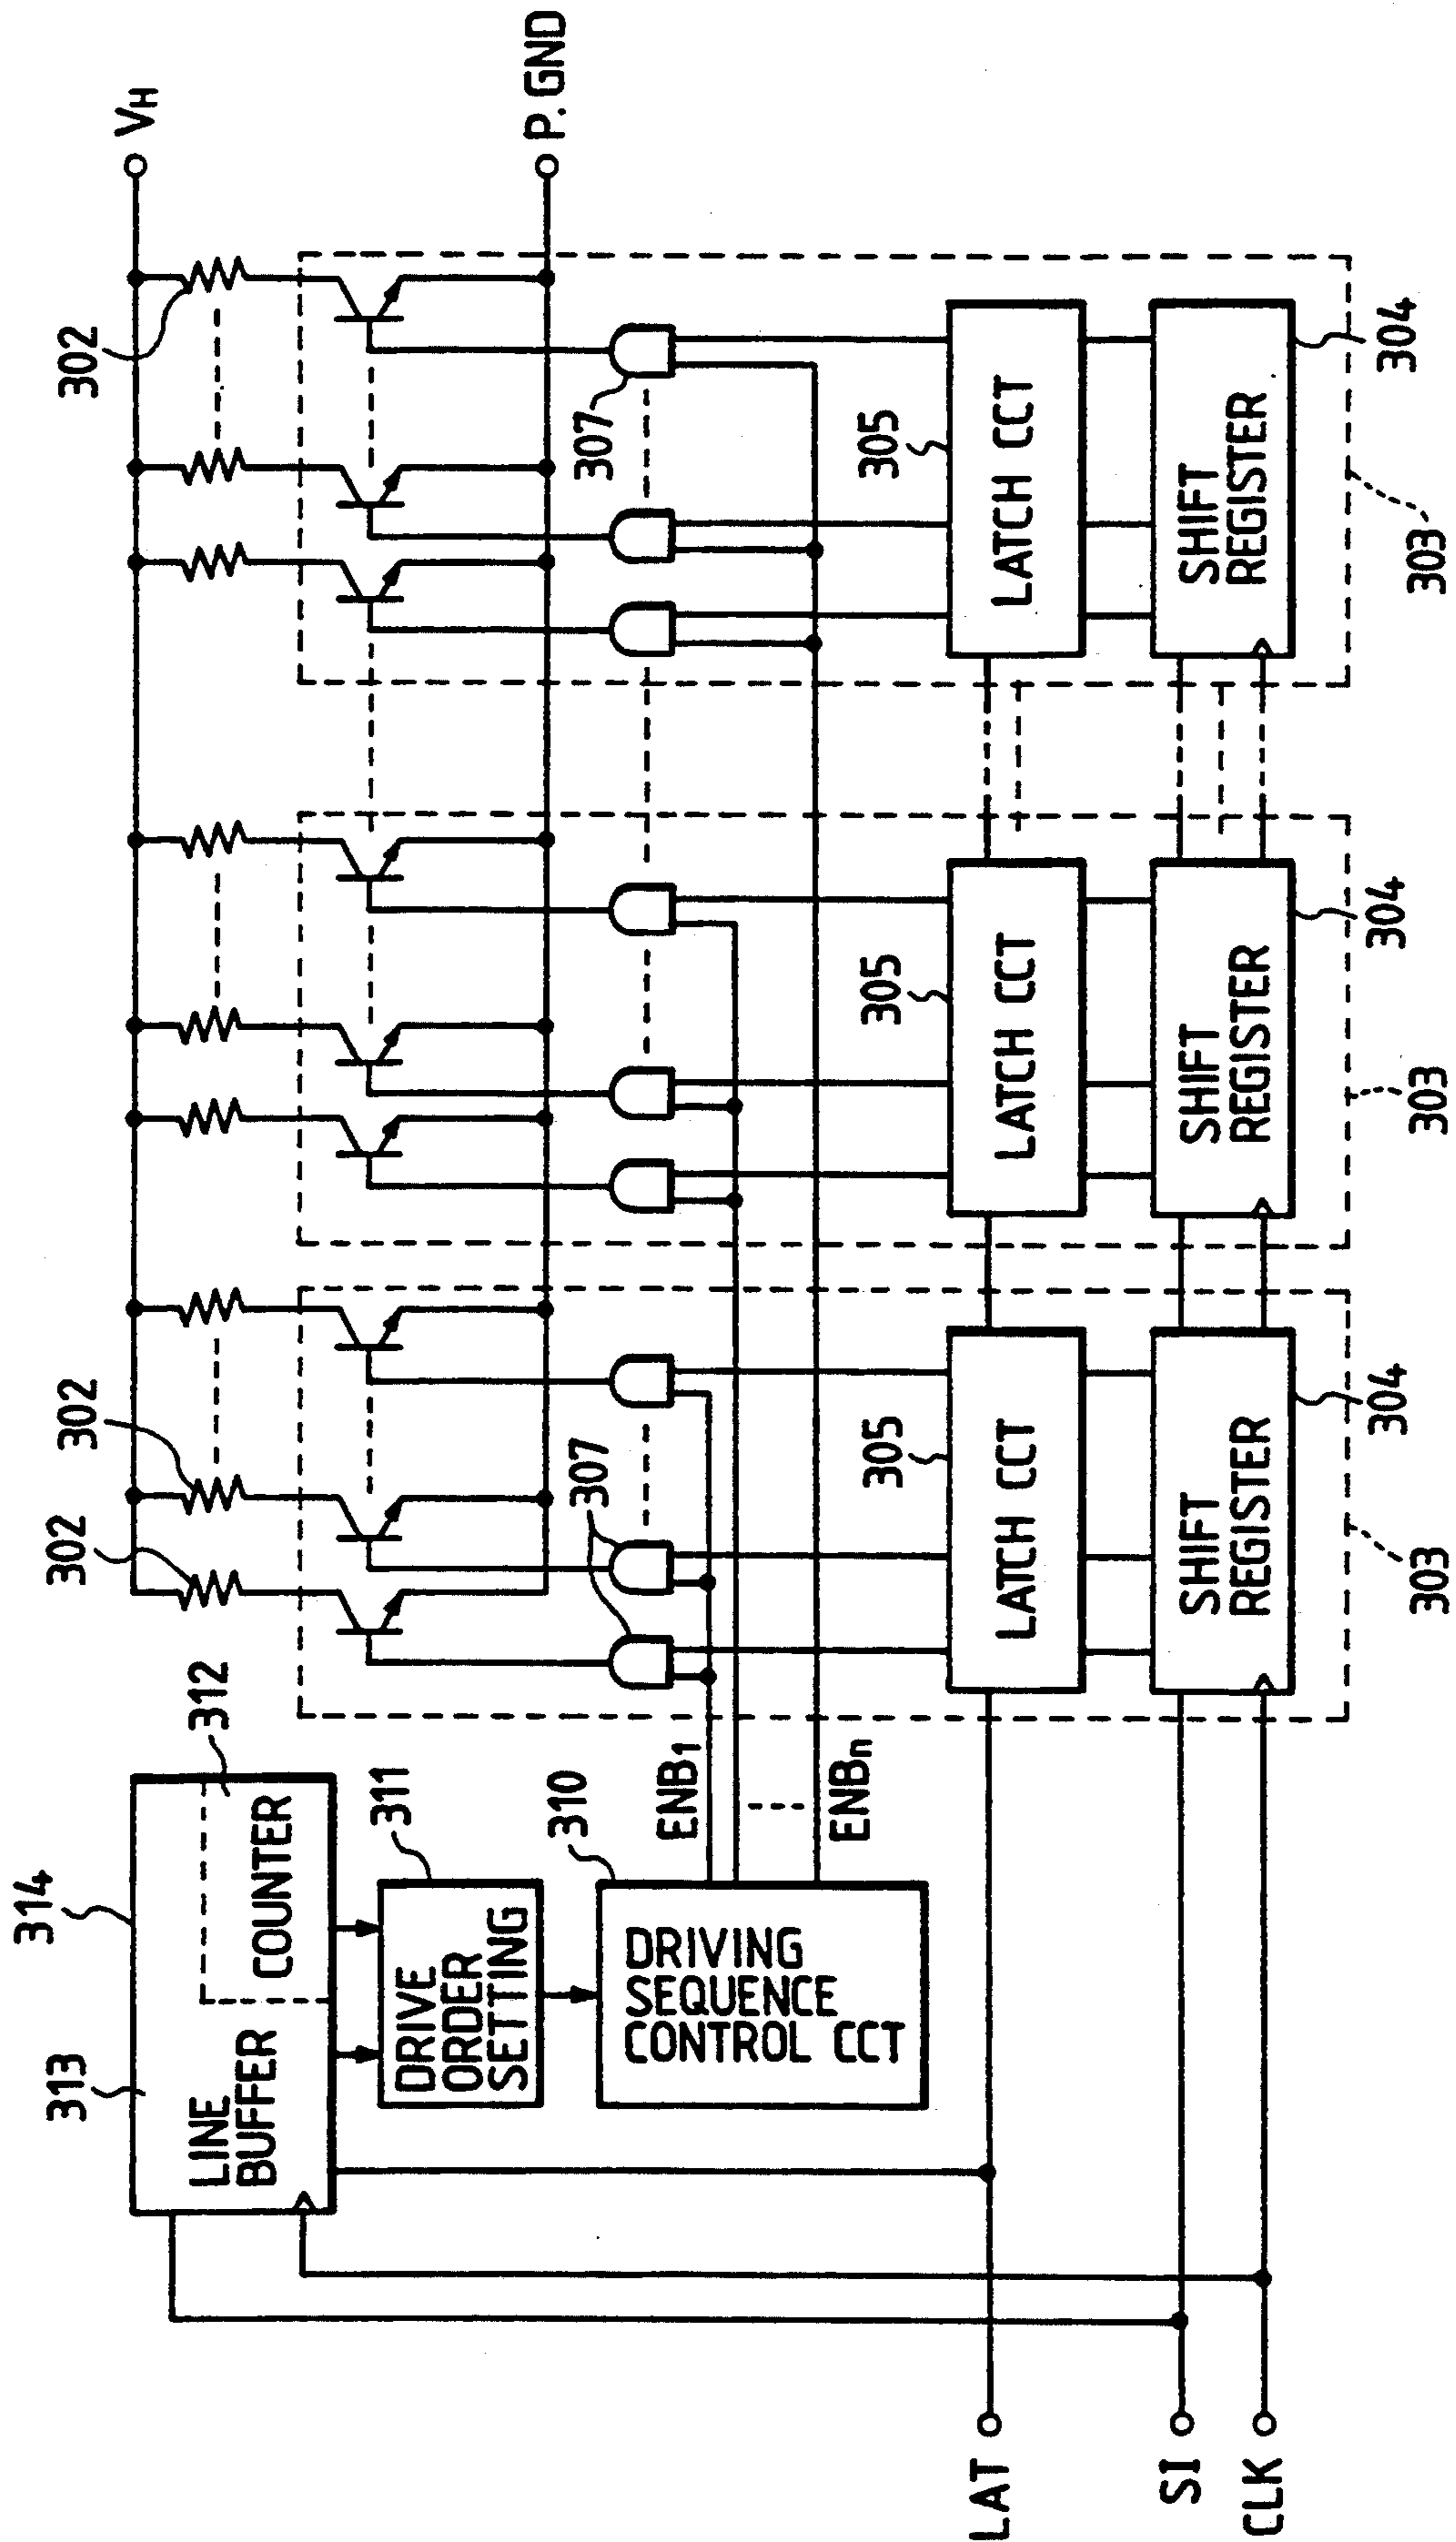 314
313
312
LINE
BUFFER
COUNTER
311
DRIVE
ORDER
SETTING
310
DRIVING
SEQUENCE
CONTROL CCT
ENB1
ENBn
302
302
302
VH
P. GND
307
307
305
LATCH CCT
305
LATCH CCT
305
LATCH CCT
SHIFT
REGISTER
304
SHIFT
REGISTER
304
SHIFT
REGISTER
304
303
303
303
LAT
SI
CLK